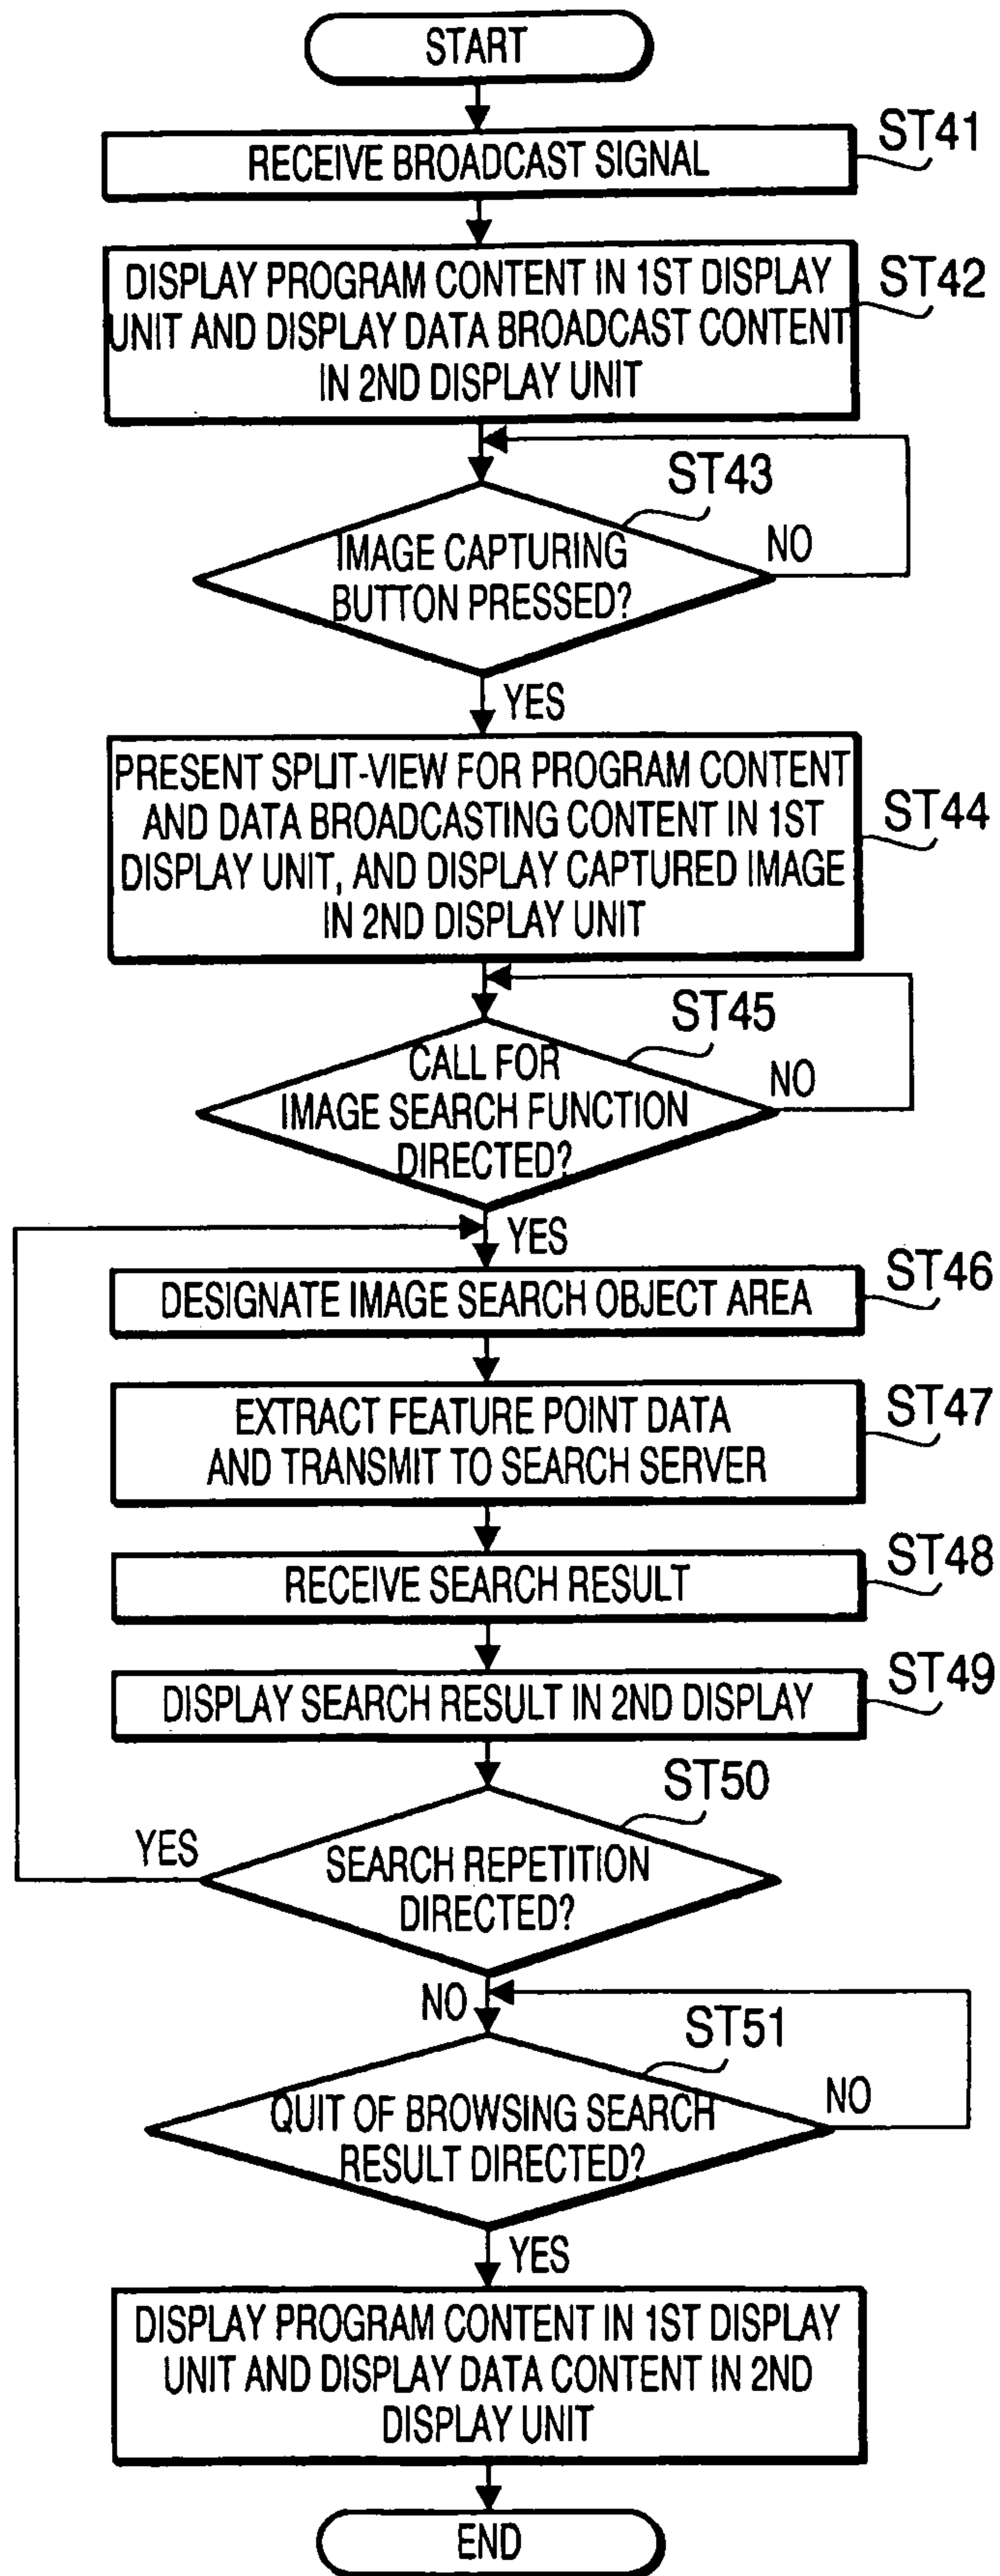 START
RECEIVE BROADCAST SIGNAL
ST41
DISPLAY PROGRAM CONTENT IN 1ST DISPLAY
UNIT AND DISPLAY DATA BROADCAST CONTENT
IN 2ND DISPLAY UNIT
ST42
ST43
IMAGE CAPTURING
BUTTON PRESSED?
NO
YES
PRESENT SPLIT-VIEW FOR PROGRAM CONTENT
AND DATA BROADCASTING CONTENT IN 1ST
DISPLAY UNIT, AND DISPLAY CAPTURED IMAGE
IN 2ND DISPLAY UNIT
ST44
ST45
CALL FOR
IMAGE SEARCH FUNCTION
DIRECTED?
NO
YES
DESIGNATE IMAGE SEARCH OBJECT AREA
ST46
EXTRACT FEATURE POINT DATA
AND TRANSMIT TO SEARCH SERVER
ST47
RECEIVE SEARCH RESULT
ST48
DISPLAY SEARCH RESULT IN 2ND DISPLAY
ST49
ST50
YES
SEARCH REPETITION
DIRECTED?
NO
ST51
QUIT OF BROWSING SEARCH
RESULT DIRECTED?
NO
YES
DISPLAY PROGRAM CONTENT IN 1ST DISPLAY
UNIT AND DISPLAY DATA CONTENT IN 2ND
DISPLAY UNIT
END